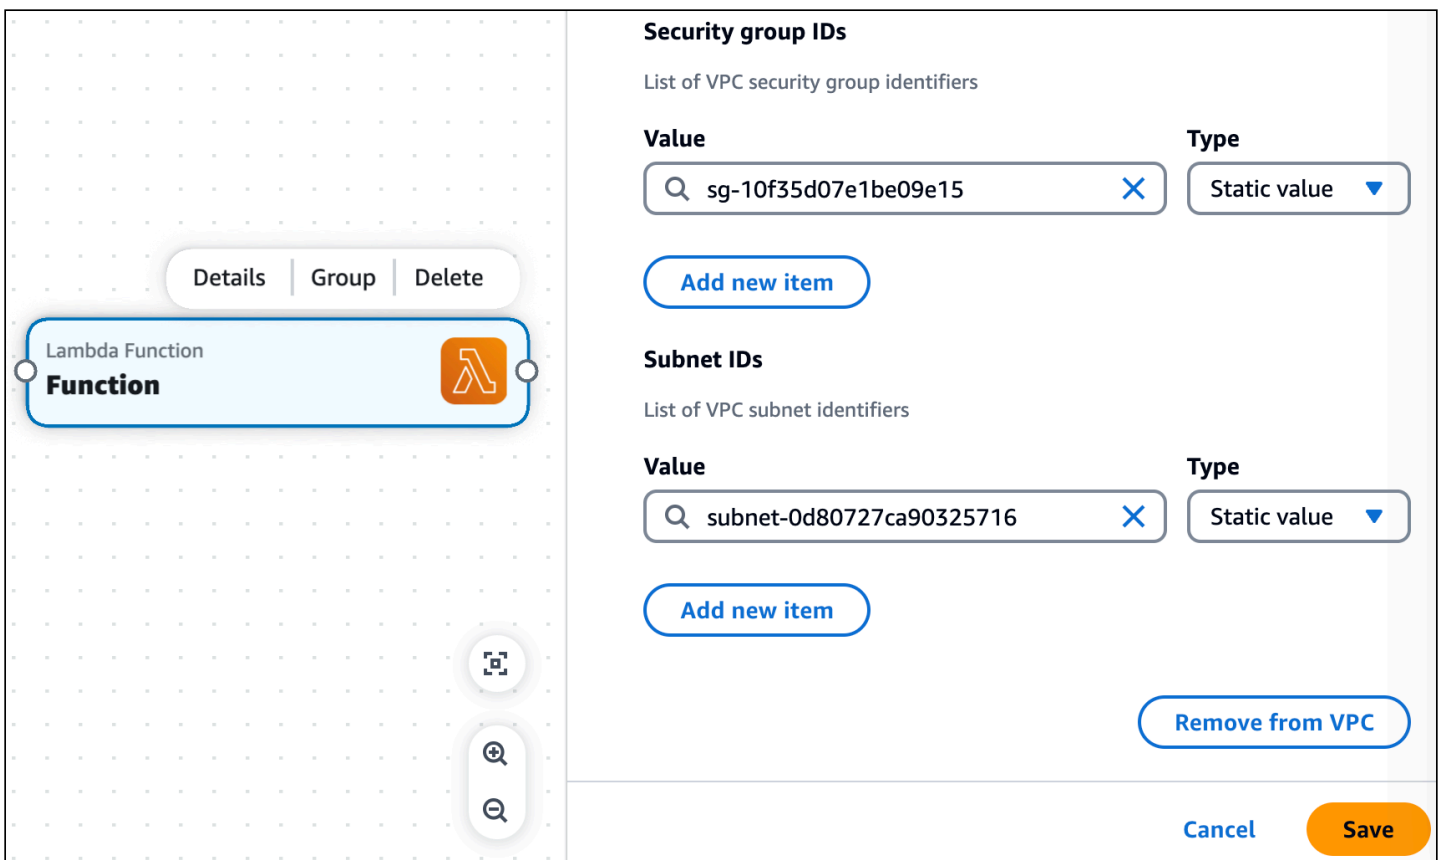 Details Group Delete
Lambda Function
Function
Security group IDs
List of VPC security group identifiers
Value Type
sg-10f35d07e1be09e15 Static value
Add new item
Subnet IDs
List of VPC subnet identifiers
Value Type
subnet-0d80727ca90325716 Static value
Add new item
Remove from VPC
Cancel Save